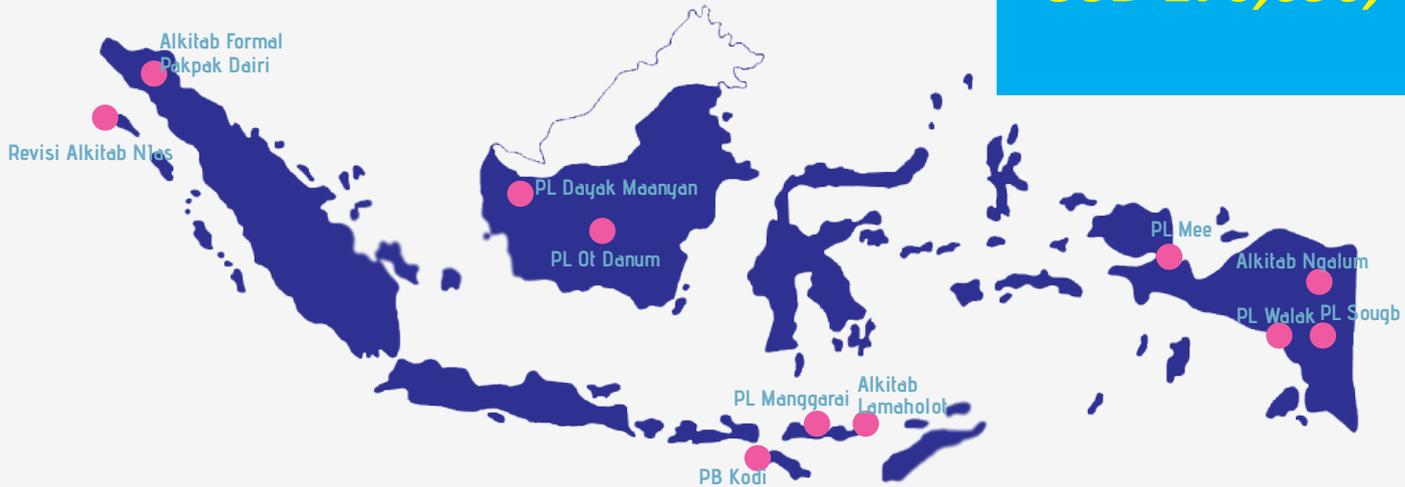 Alkitab Formal
Pakpak Dairi
Revisi Alkitab NIas
PL Dayak Maanyan
PL Ot Danum
PL Mee
Alkitab Ngalum
PL Walak
PL Sougb
PL Manggarai
Alkitab
Lamaholot
PB Kodi